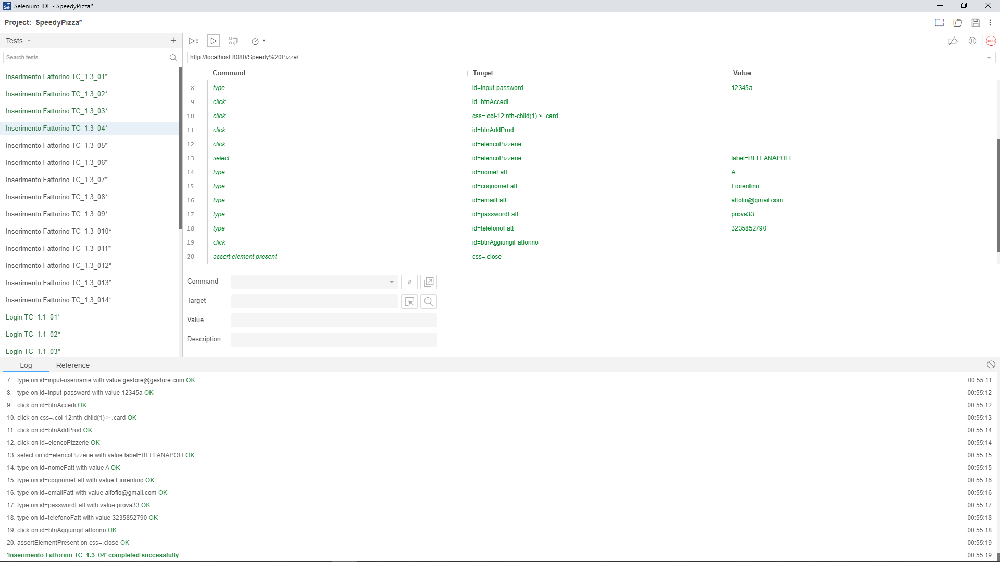 Selenium IDE - SpeedyPizza*
Project: SpeedyPizza*
Tests
Search tests...
Inserimento Fattorino TC_1.3_01*
Inserimento Fattorino TC_1.3_02*
Inserimento Fattorino TC_1.3_03*
Inserimento Fattorino TC_1.3_04*
Inserimento Fattorino TC_1.3_05*
Inserimento Fattorino TC_1.3_06*
Inserimento Fattorino TC_1.3_07*
Inserimento Fattorino TC_1.3_08*
Inserimento Fattorino TC_1.3_09*
Inserimento Fattorino TC_1.3_010*
Inserimento Fattorino TC_1.3_011*
Inserimento Fattorino TC_1.3_012*
Inserimento Fattorino TC_1.3_013*
Inserimento Fattorino TC_1.3_014*
Login TC_1.1_01*
Login TC_1.1_02*
Login TC_1.1_03*
REC
http://localhost:8080/Speedy%20Pizza/
Command Target Value
8 type id=input-password 12345a
9 click id=btnAccedi
10 click css=.col-12:nth-child(1) > .card
11 click id=btnAddProd
12 click id=elencoPizzerie
13 select id=elencoPizzerie label=BELLANAPOLI
14 type id=nomeFatt A
15 type id=cognomeFatt Fiorentino
16 type id=emailFatt alfofio@gmail.com
17 type id=passwordFatt prova33
18 type id=telefonoFatt 3235852790
19 click id=btnAggiungiFattorino
20 assert element present css=.close
Command //
Target
Value
Description
Log Reference
7. type on id=input-username with value gestore@gestore.com OK 00:55:11
8. type on id=input-password with value 12345a OK 00:55:12
9. click on id=btnAccedi OK 00:55:12
10. click on css=.col-12:nth-child(1) > .card OK 00:55:13
11. click on id=btnAddProd OK 00:55:14
12. click on id=elencoPizzerie OK 00:55:14
13. select on id=elencoPizzerie with value label=BELLANAPOLI OK 00:55:15
14. type on id=nomeFatt with value A OK 00:55:15
15. type on id=cognomeFatt with value Fiorentino OK 00:55:16
16. type on id=emailFatt with value alfofio@gmail.com OK 00:55:16
17. type on id=passwordFatt with value prova33 OK 00:55:17
18. type on id=telefonoFatt with value 3235852790 OK 00:55:18
19. click on id=btnAggiungiFattorino OK 00:55:18
20. assertElementPresent on css=.close OK 00:55:19
'Inserimento Fattorino TC_1.3_04' completed successfully 00:55:19